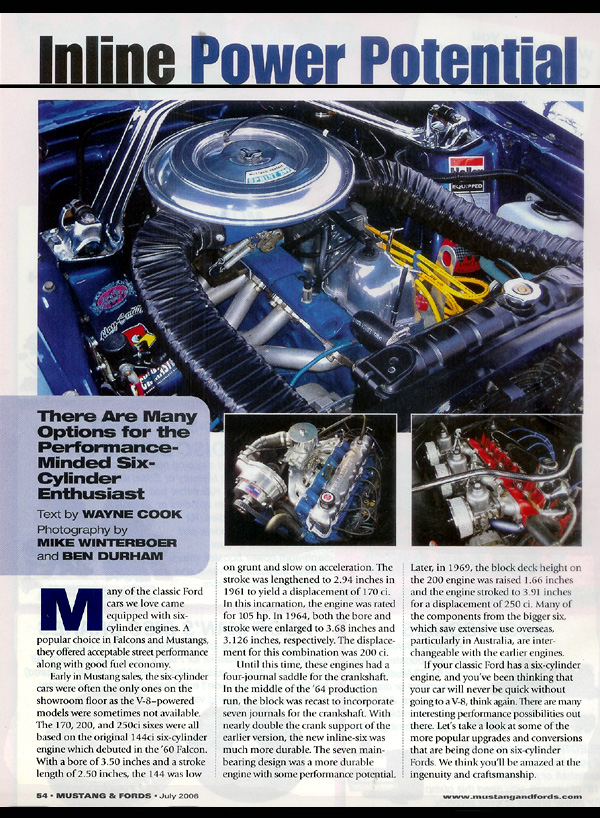 Inline Power Potential
Holley
EQUIPPED
SPRINT
There Are Many
Options for the
Performance-
Minded Six-
Cylinder
Enthusiast
Text by WAYNE COOK
Photography by
MIKE WINTERBOER
and BEN DURHAM
Many of the classic Ford
cars we love came
equipped with six-
cylinder engines. A
popular choice in Falcons and Mustangs,
they offered acceptable street performance
along with good fuel economy.
Early in Mustang sales, the six-cylinder
cars were often the only ones on the
showroom floor as the V-8–powered
models were sometimes not available.
The 170, 200, and 250ci sixes were all
based on the original 144ci six-cylinder
engine which debuted in the '60 Falcon.
With a bore of 3.50 inches and a stroke
length of 2.50 inches, the 144 was low
on grunt and slow on acceleration. The
stroke was lengthened to 2.94 inches in
1961 to yield a displacement of 170 ci.
In this incarnation, the engine was rated
for 105 hp. In 1964, both the bore and
stroke were enlarged to 3.68 inches and
3.126 inches, respectively. The displace-
ment for this combination was 200 ci.
Until this time, these engines had a
four-journal saddle for the crankshaft.
In the middle of the '64 production
run, the block was recast to incorporate
seven journals for the crankshaft. With
nearly double the crank support of the
earlier version, the new inline-six was
much more durable. The seven main-
bearing design was a more durable
engine with some performance potential.
Later, in 1969, the block deck height on
the 200 engine was raised 1.66 inches
and the engine stroked to 3.91 inches
for a displacement of 250 ci. Many of
the components from the bigger six,
which saw extensive use overseas,
particularly in Australia, are inter-
changeable with the earlier engines.
If your classic Ford has a six-cylinder
engine, and you've been thinking that
your car will never be quick without
going to a V-8, think again. There are many
interesting performance possibilities out
there. Let's take a look at some of the
more popular upgrades and conversions
that are being done on six-cylinder
Fords. We think you'll be amazed at the
ingenuity and craftsmanship.
54 • MUSTANG & FORDS • July 2006
www.mustangandfords.com